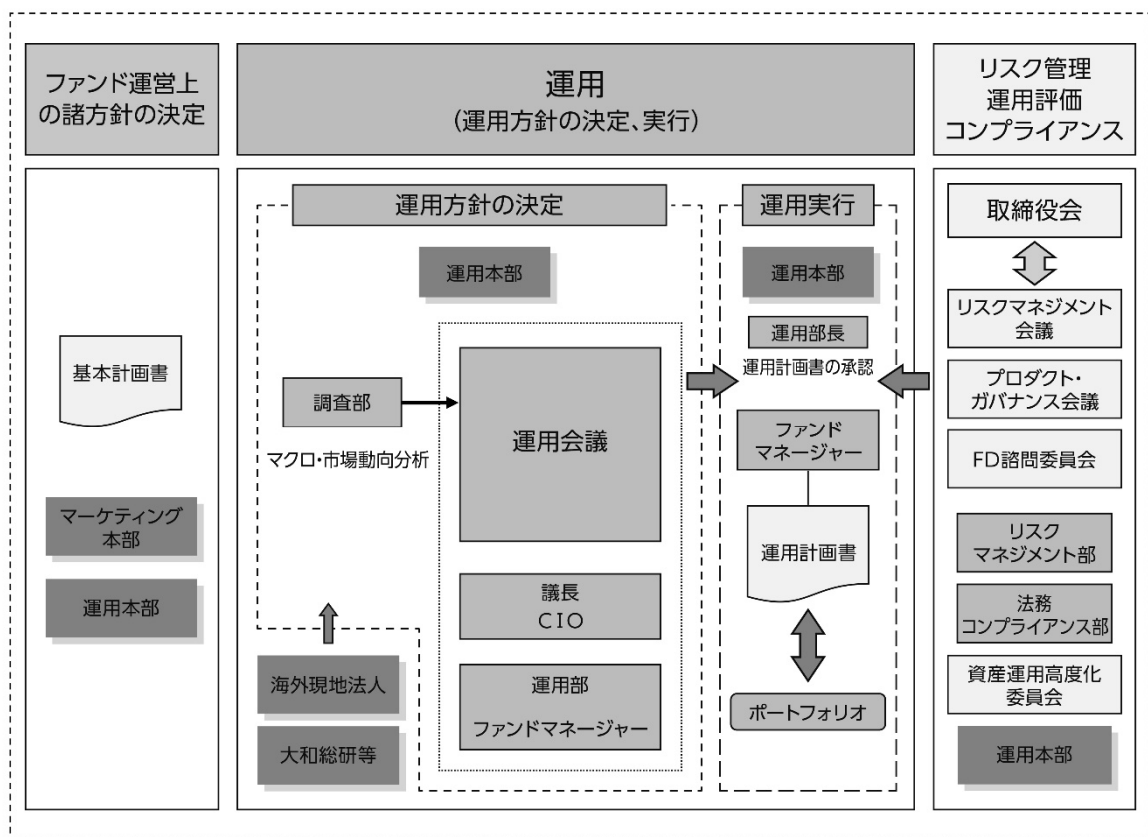 ファンド運営上
の諸方針の決定
運用
(運用方針の決定、実行)
リスク管理
運用評価
コンプライアンス
基本計画書
マーケティング
本部
運用本部
運用方針の決定
運用本部
調査部
マクロ・市場動向分析
運用会議
議長
CIO
運用部
ファンドマネージャー
海外現地法人
大和総研等
運用実行
運用本部
運用部長
運用計画書の承認
ファンド
マネージャー
運用計画書
ポートフォリオ
取締役会
リスクマネジメント
会議
プロダクト・
ガバナンス会議
FD諮問委員会
リスク
マネジメント部
法務
コンプライアンス部
資産運用高度化
委員会
運用本部